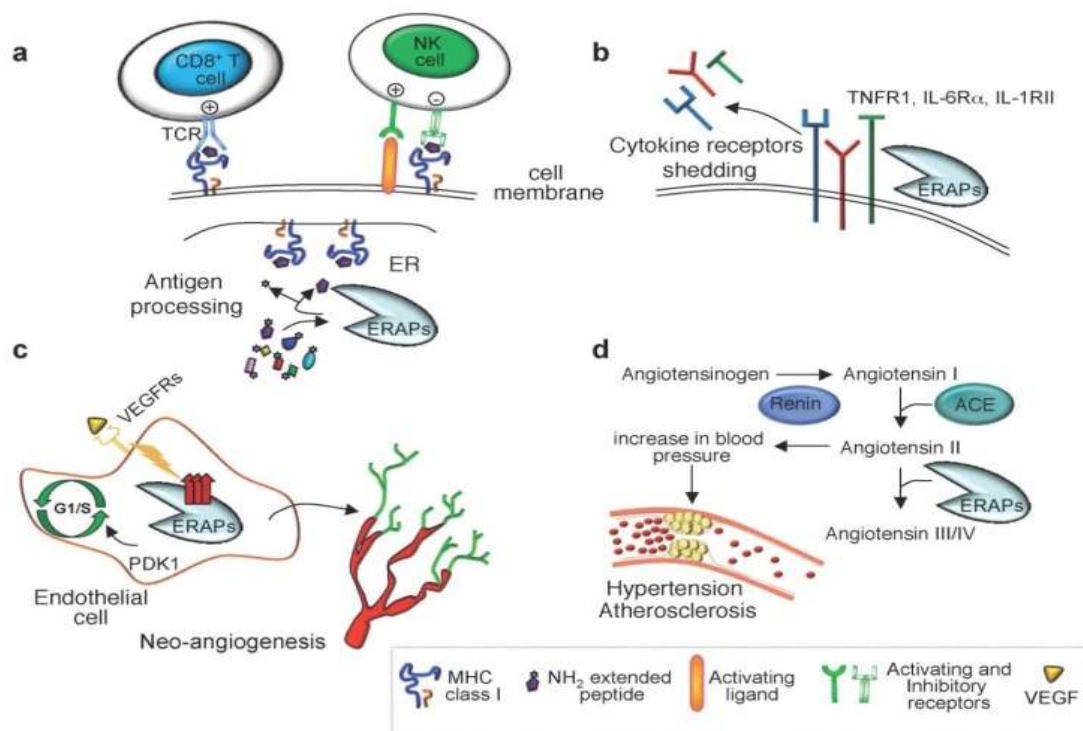 a
CD8+ T
cell
TCR
NK
cell
+
+
-
cell
membrane
ER
Antigen
processing
ERAPs
b
TNFR1, IL-6Rα, IL-1RII
Cytokine receptors
shedding
ERAPs
c
VEGFRs
G1/S
ERAPs
PDK1
Endothelial
cell
Neo-angiogenesis
d
Angiotensinogen
Angiotensin I
Renin
ACE
increase in blood
pressure
Angiotensin II
ERAPs
Angiotensin III/IV
Hypertension
Atherosclerosis
MHC
class I
NH2 extended
peptide
Activating
ligand
Activating and
Inhibitory
receptors
VEGF